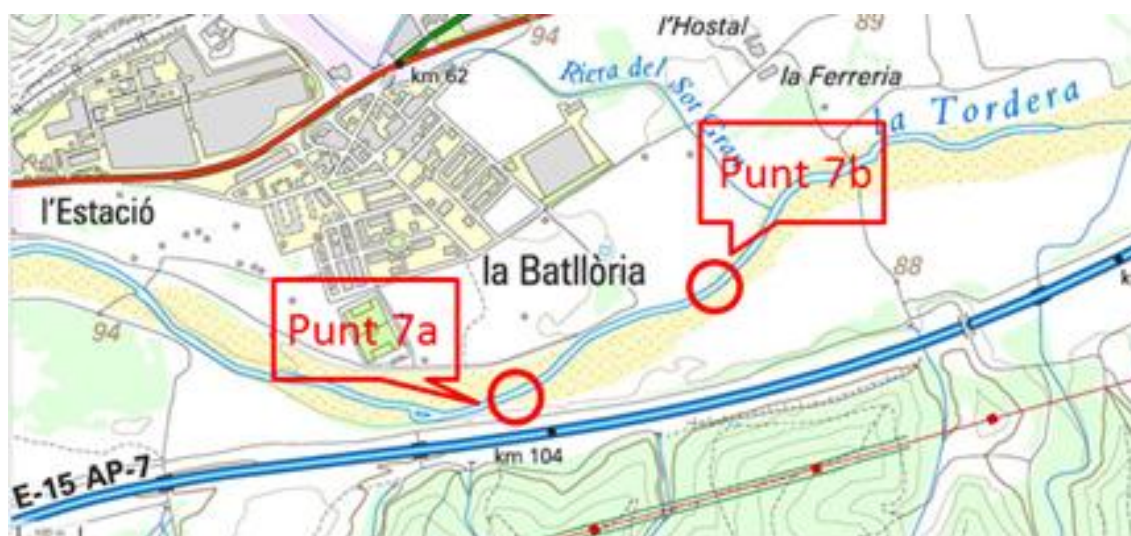 l'Hostal
89
94
km 62
Riera del Sot Gran
la Ferreria
la Tordera
Punt 7b
l'Estació
la Batllòria
88
94
Punt 7a
km 104
E-15 AP-7